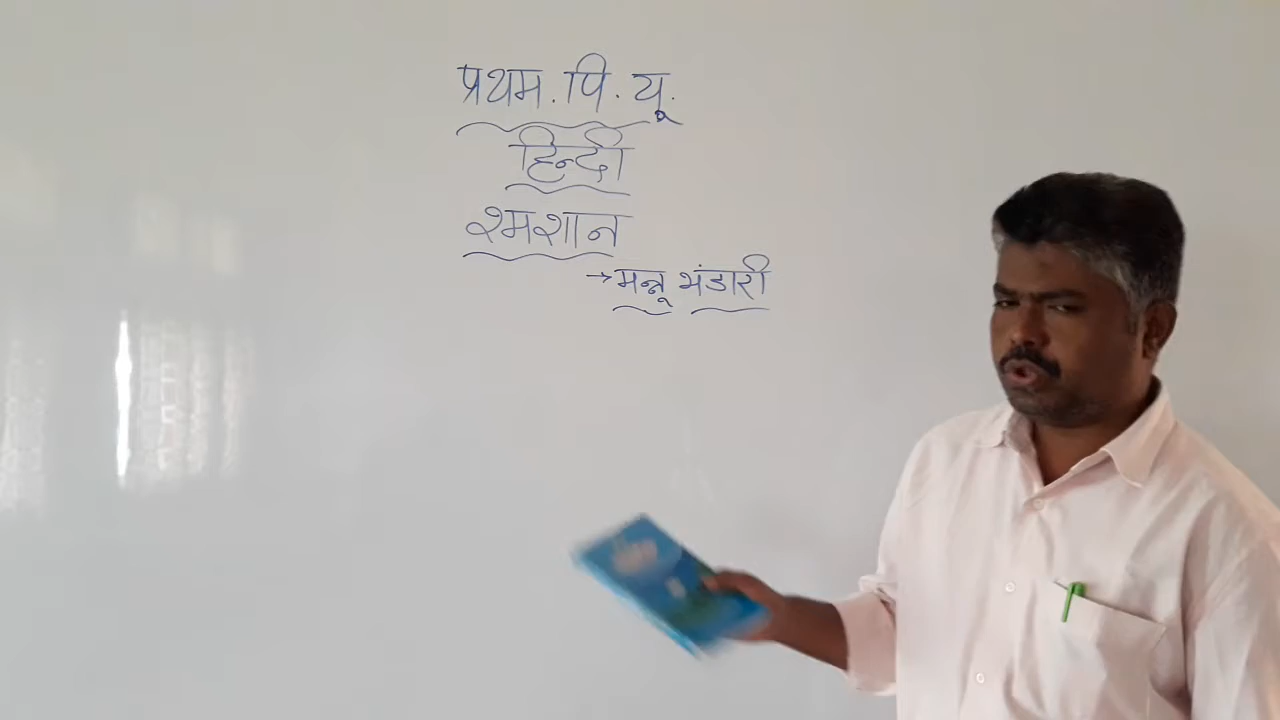 प्रथम. पि. यू.
हिन्दी
श्मशान
→ मन्नू भंडारी